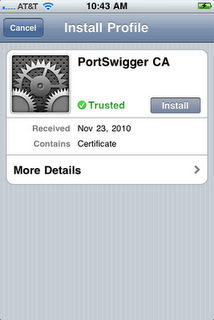 AT&T 10:43 AM
Cancel Install Profile
PortSwigger CA
Trusted Install
Received Nov 23, 2010
Contains Certificate
More Details